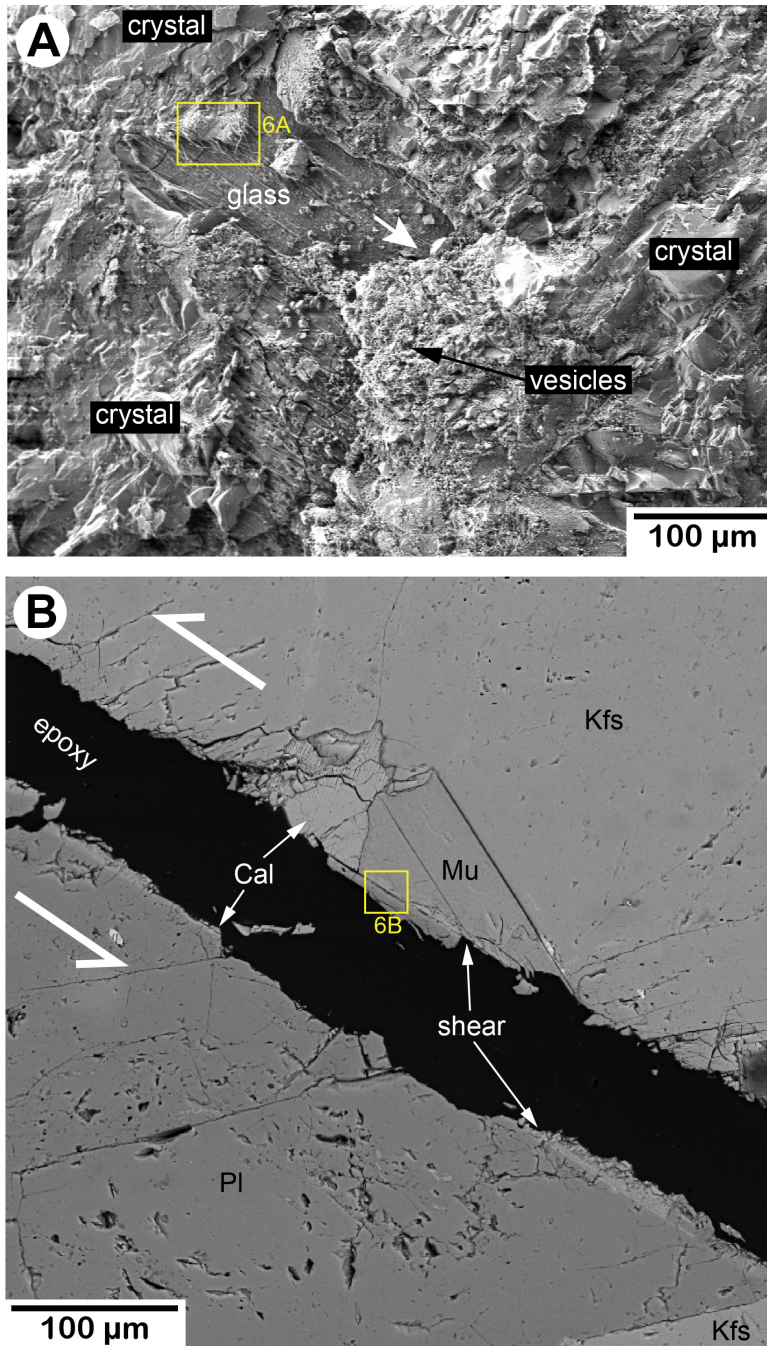 A
crystal
6A
glass
crystal
vesicles
crystal
100 µm
B
Kfs
epoxy
Cal
Mu
6B
shear
Pl
100 µm
Kfs